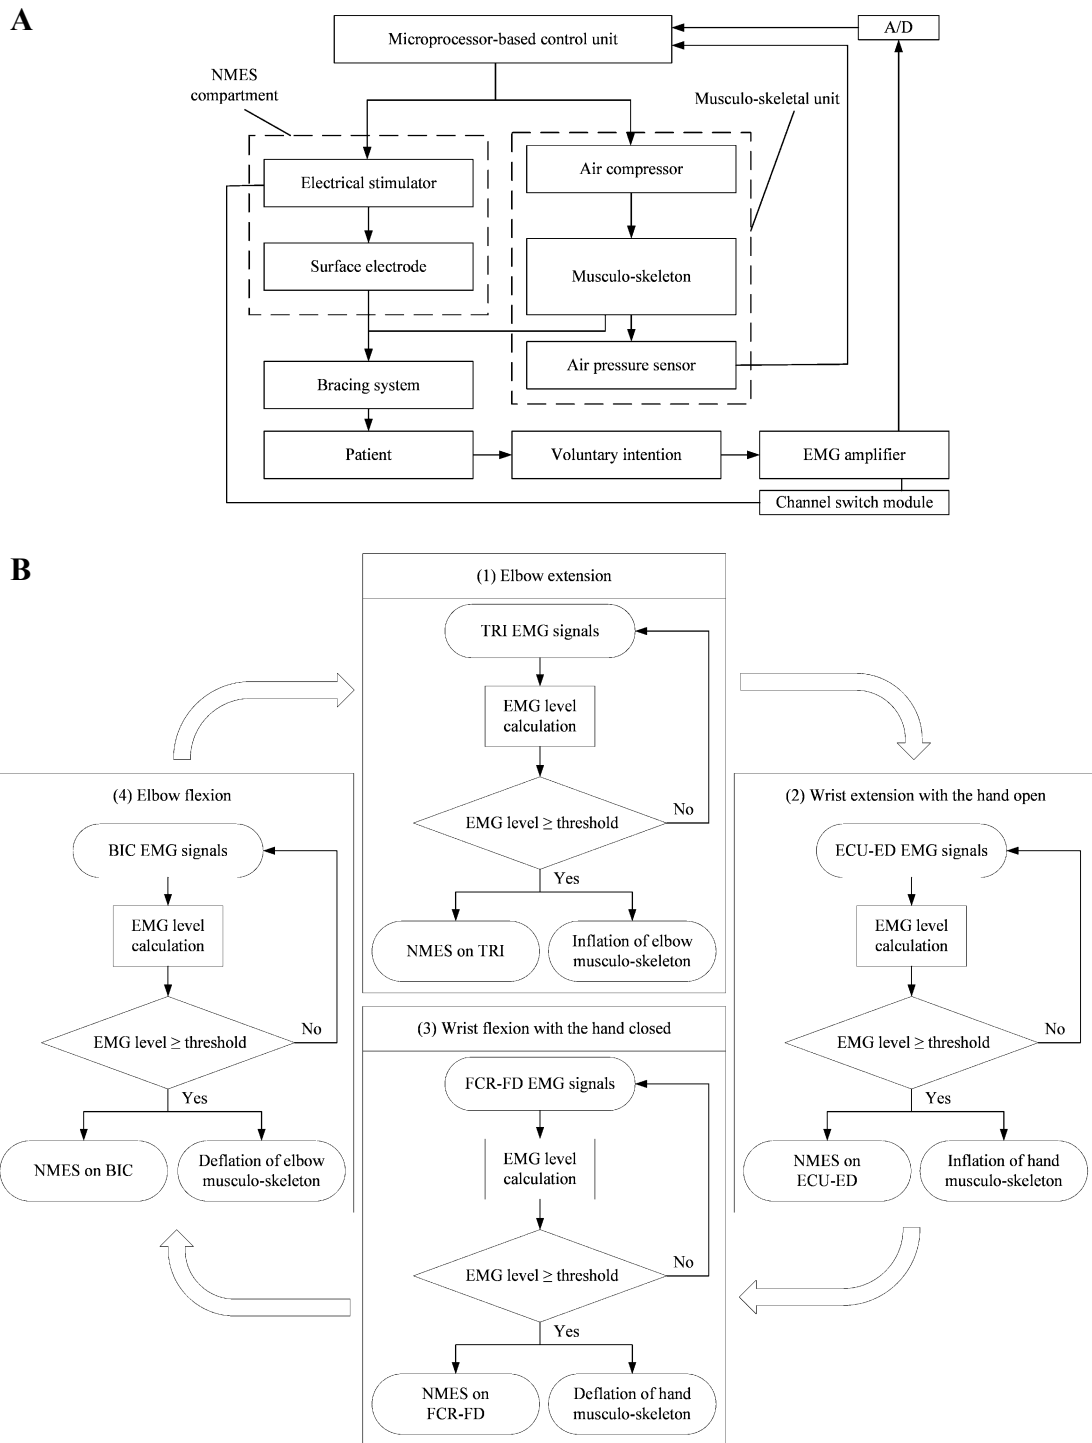 A
Microprocessor-based control unit
A/D
NMES
compartment
Musculo-skeletal unit
Electrical stimulator
Air compressor
Surface electrode
Musculo-skeleton
Bracing system
Air pressure sensor
Patient
Voluntary intention
EMG amplifier
Channel switch module
B
(1) Elbow extension
TRI EMG signals
EMG level
calculation
EMG level ≥ threshold
No
Yes
NMES on TRI
Inflation of elbow
musculo-skeleton
(2) Wrist extension with the hand open
ECU-ED EMG signals
EMG level
calculation
EMG level ≥ threshold
No
Yes
NMES on
ECU-ED
Inflation of hand
musculo-skeleton
(3) Wrist flexion with the hand closed
FCR-FD EMG signals
EMG level
calculation
EMG level ≥ threshold
No
Yes
NMES on
FCR-FD
Deflation of hand
musculo-skeleton
(4) Elbow flexion
BIC EMG signals
EMG level
calculation
EMG level ≥ threshold
No
Yes
NMES on BIC
Deflation of elbow
musculo-skeleton